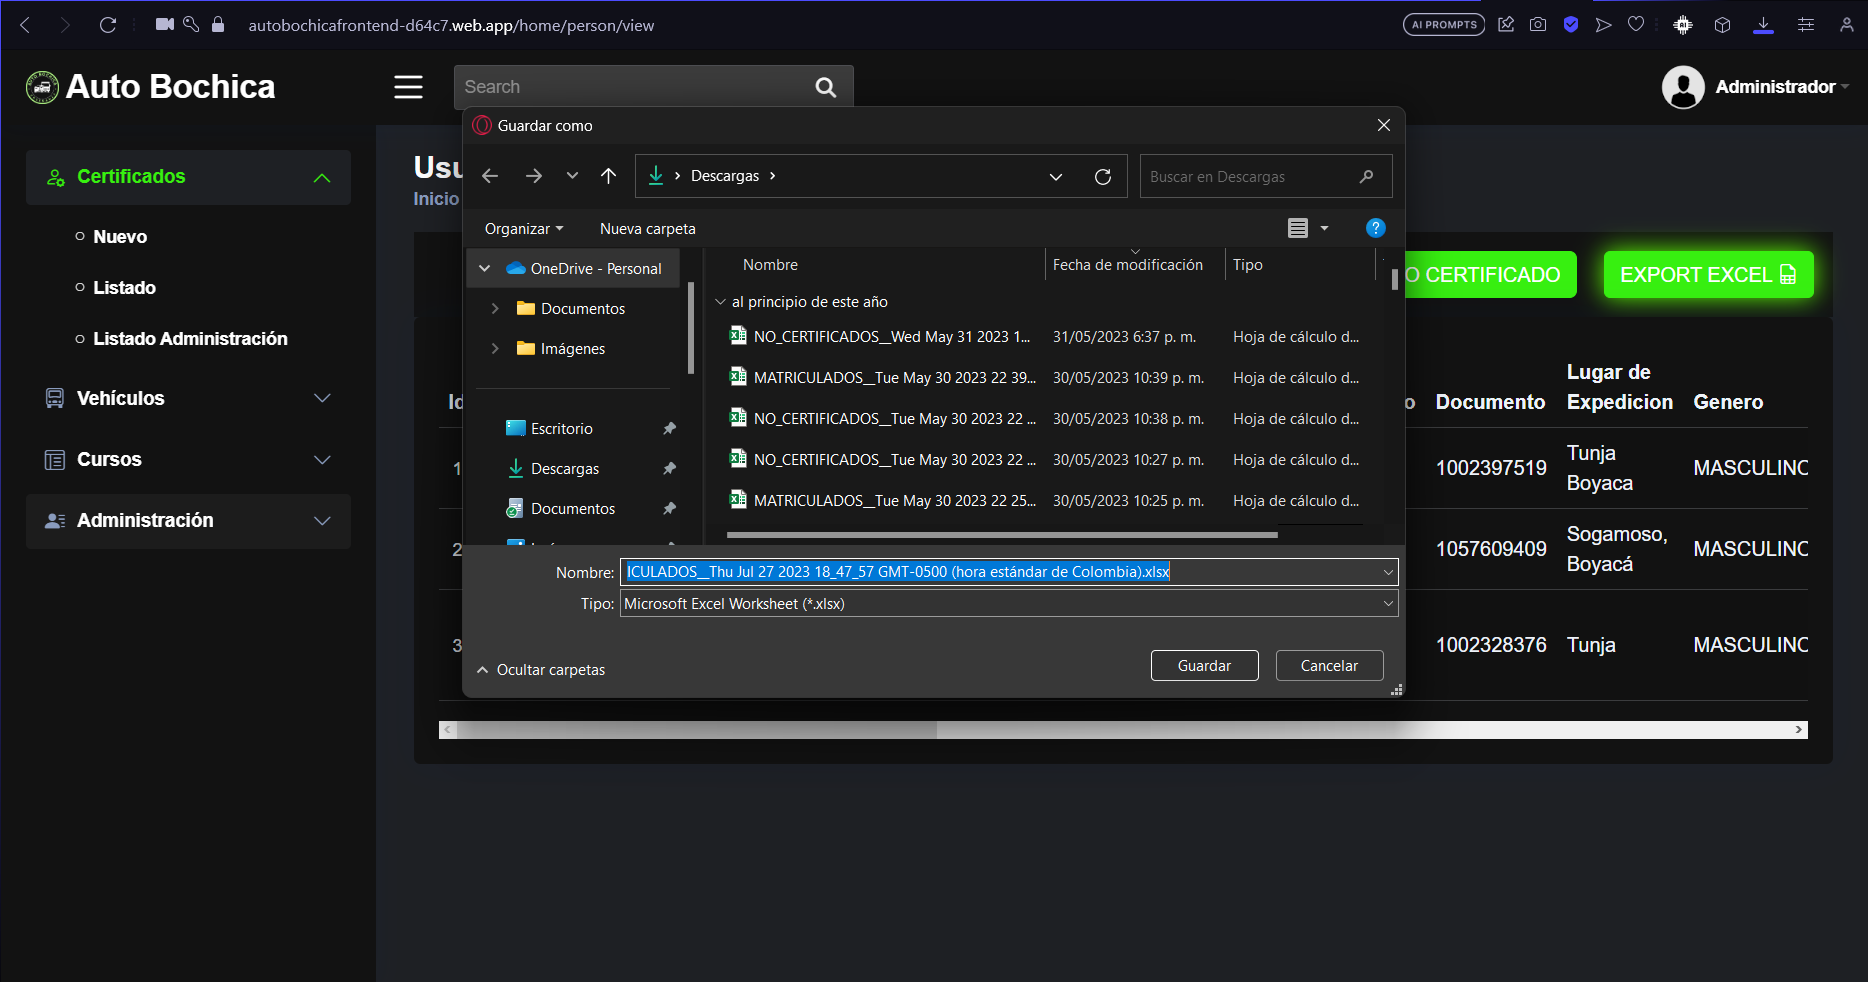 autobochicafrontend-d64c7.web.app/home/person/view
AI PROMPTS
Auto Bochica
Search
Administrador
Guardar como
Descargas
Buscar en Descargas
Organizar
Nueva carpeta
OneDrive - Personal
Documentos
Imágenes
Escritorio
Descargas
Documentos
Nombre
Fecha de modificación
Tipo
al principio de este año
NO_CERTIFICADOS__Wed May 31 2023 1...
31/05/2023 6:37 p. m.
Hoja de cálculo d...
MATRICULADOS__Tue May 30 2023 22 39...
30/05/2023 10:39 p. m.
Hoja de cálculo d...
NO_CERTIFICADOS__Tue May 30 2023 22 ...
30/05/2023 10:38 p. m.
Hoja de cálculo d...
NO_CERTIFICADOS__Tue May 30 2023 22 ...
30/05/2023 10:27 p. m.
Hoja de cálculo d...
MATRICULADOS__Tue May 30 2023 22 25...
30/05/2023 10:25 p. m.
Hoja de cálculo d...
Nombre:
ICULADOS__Thu Jul 27 2023 18_47_57 GMT-0500 (hora estándar de Colombia).xlsx
Tipo:
Microsoft Excel Worksheet (*.xlsx)
Ocultar carpetas
Guardar
Cancelar
Certificados
Nuevo
Listado
Listado Administración
Vehículos
Cursos
Administración
Usu
Inicio
O CERTIFICADO
EXPORT EXCEL
Id
o
Documento
Lugar de
Expedicion
Genero
1
1002397519
Tunja
Boyaca
MASCULINO
2
1057609409
Sogamoso,
Boyacá
MASCULINO
3
1002328376
Tunja
MASCULINO